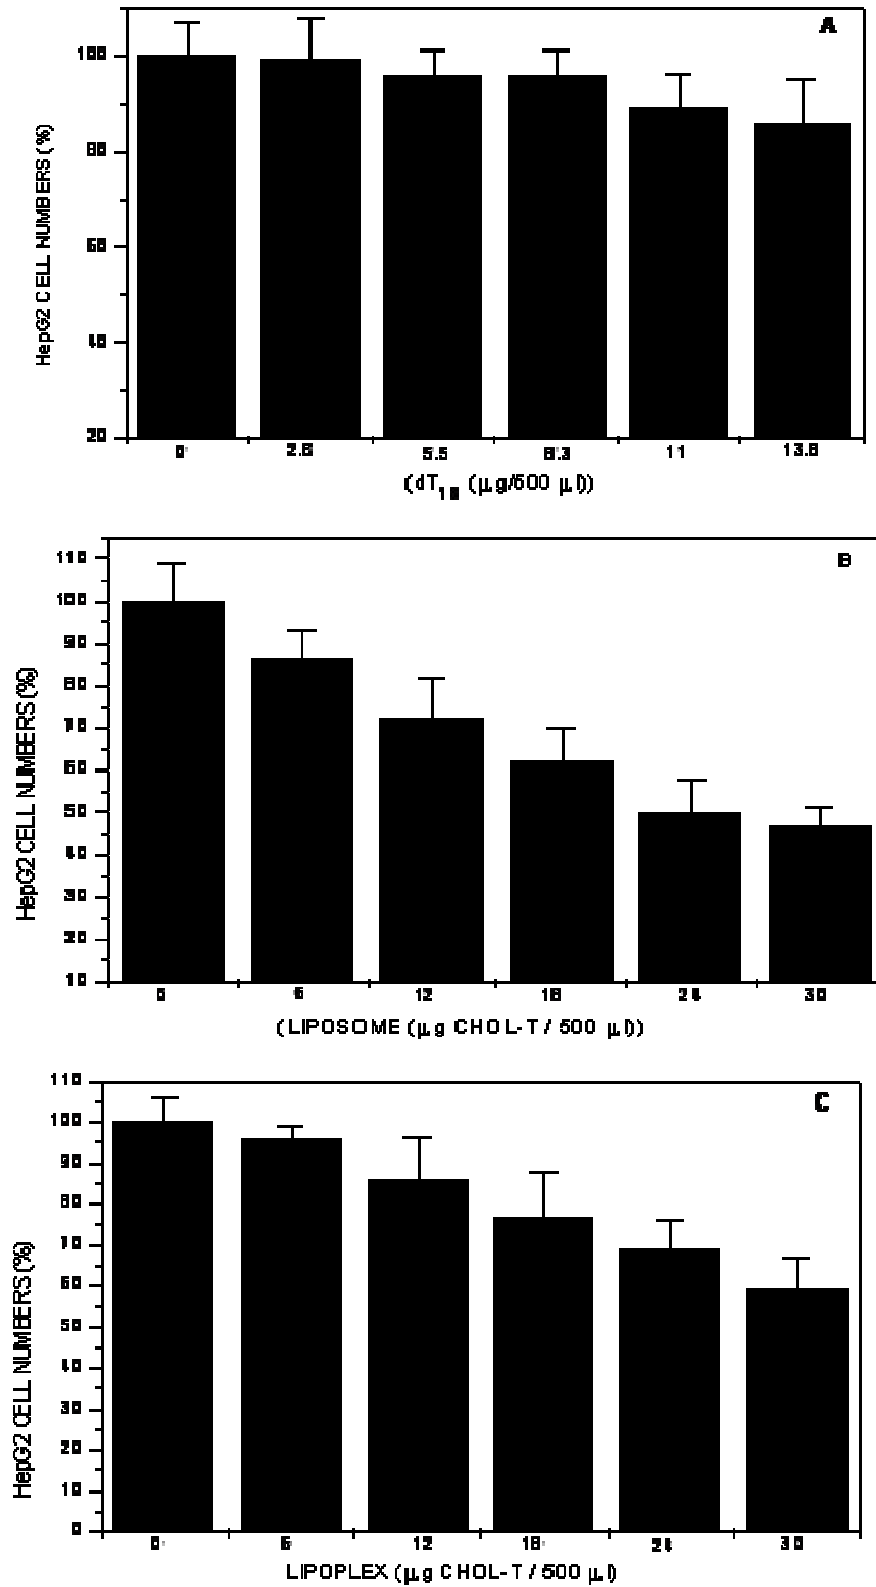 A
HepG2 CELL NUMBERS (%)
100
80
60
40
20
0 2.8 5.5 8.3 11 13.8
(dT₁₈ (µg/500 µl))
B
HepG2 CELL NUMBERS (%)
110
100
90
80
70
60
50
40
30
20
10
0 6 12 18 24 30
(LIPOSOME (µg CHOL-T / 500 µl))
C
HepG2 CELL NUMBERS (%)
110
100
90
80
70
60
50
40
30
20
10
0
0 6 12 18 24 30
LIPOPLEX (µg CHOL-T / 500 µl)